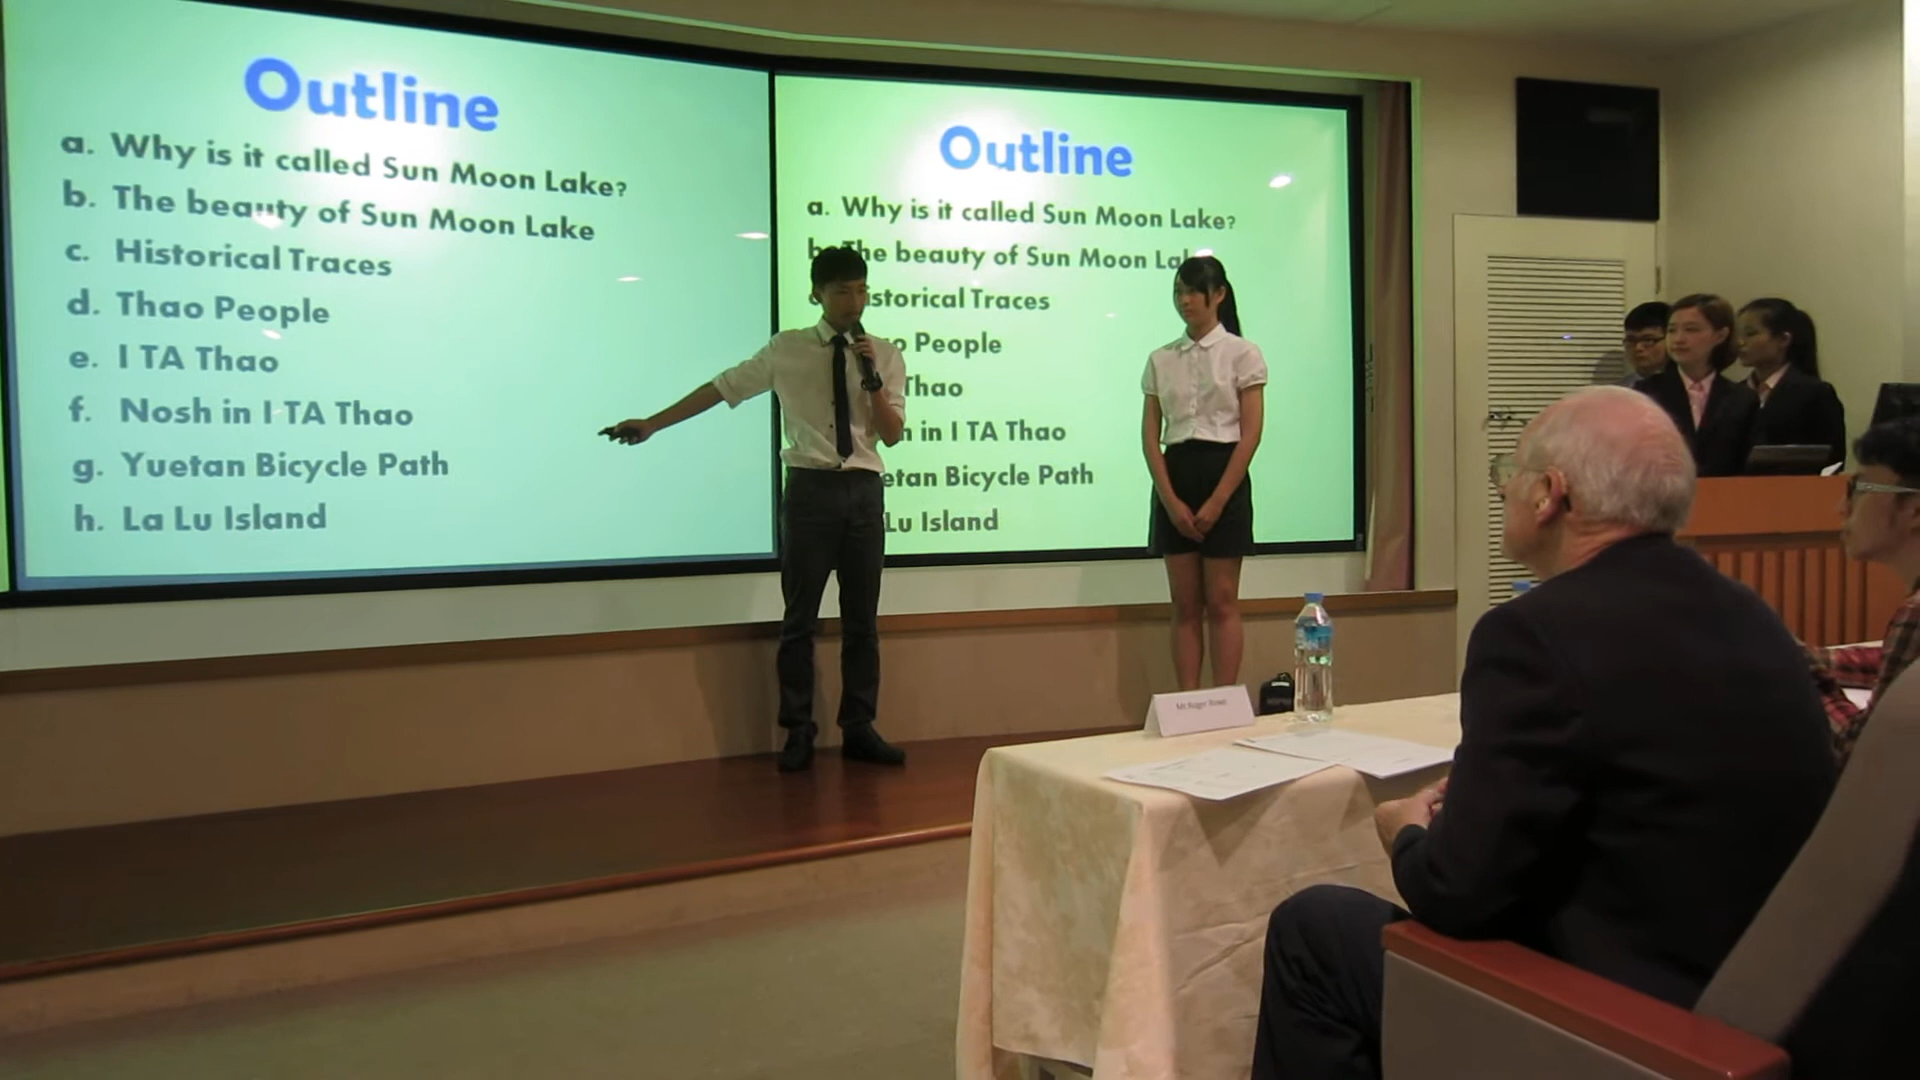 Outline
a. Why is it called Sun Moon Lake?
b. The beauty of Sun Moon Lake
c. Historical Traces
d. Thao People
e. I TA Thao
f. Nosh in I TA Thao
g. Yuetan Bicycle Path
h. La Lu Island
Outline
a. Why is it called Sun Moon Lake?
The beauty of Sun Moon
Traces
People
Thao
in I TA Thao
Bicycle Path
Lu Island
Mr.Roger